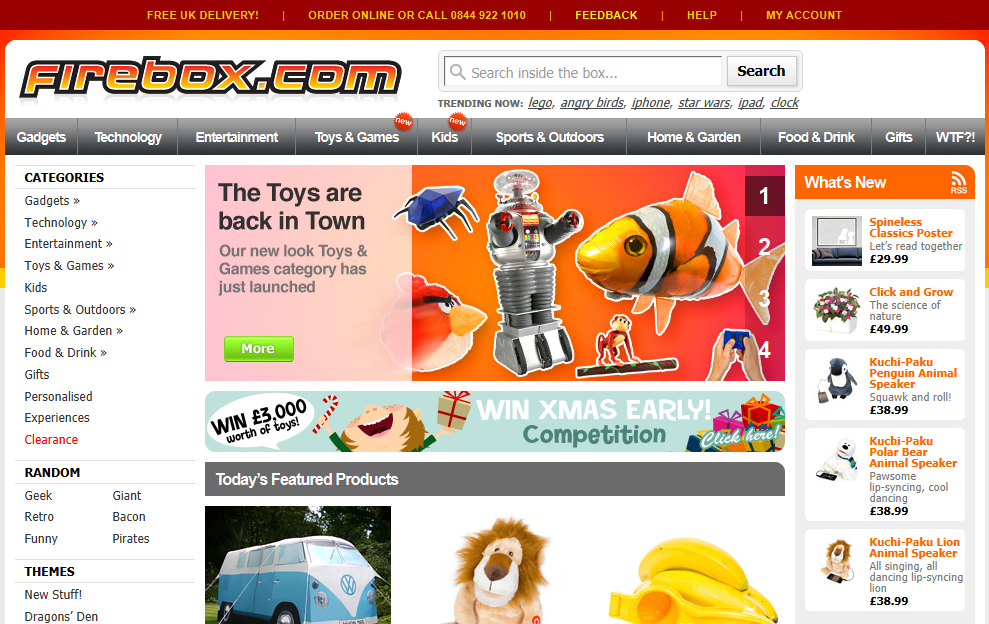 FREE UK DELIVERY! | ORDER ONLINE OR CALL 0844 922 1010 | FEEDBACK | HELP | MY ACCOUNT
FIREBOX.COM
Search inside the box...
Search
TRENDING NOW: lego, angry birds, iphone, star wars, ipad, clock
new
new
Gadgets
Technology
Entertainment
Toys & Games
Kids
Sports & Outdoors
Home & Garden
Food & Drink
Gifts
WTF?!
CATEGORIES
Gadgets »
Technology »
Entertainment »
Toys & Games »
Kids
Sports & Outdoors »
Home & Garden »
Food & Drink »
Gifts
Personalised
Experiences
Clearance
RANDOM
Geek Giant
Retro Bacon
Funny Pirates
THEMES
New Stuff!
Dragons' Den
The Toys are
back in Town
Our new look Toys &
Games category has
just launched
More
1
2
3
4
WIN £3,000
worth of toys!
WIN XMAS EARLY!
Competition
Click here!
Today's Featured Products
What's New
RSS
Spineless
Classics Poster
Let's read together
£29.99
Click and Grow
The science of
nature
£49.99
Kuchi-Paku
Penguin Animal
Speaker
Squawk and roll!
£38.99
Kuchi-Paku
Polar Bear
Animal Speaker
Pawsome
lip-syncing, cool
dancing
£38.99
Kuchi-Paku Lion
Animal Speaker
All singing, all
dancing lip-syncing
lion
£38.99